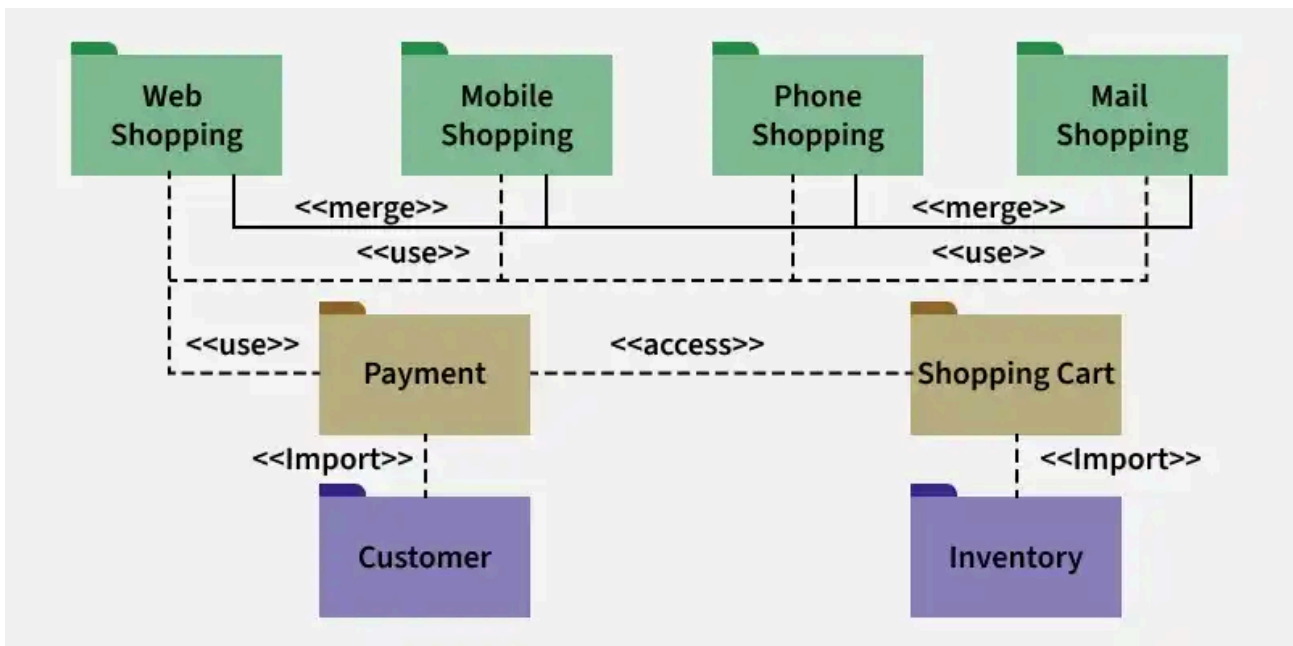 Web
Shopping
Mobile
Shopping
Phone
Shopping
Mail
Shopping
<<merge>>
<<merge>>
<<use>>
<<use>>
<<use>>
Payment
<<access>>
Shopping Cart
<<Import>>
<<Import>>
Customer
Inventory